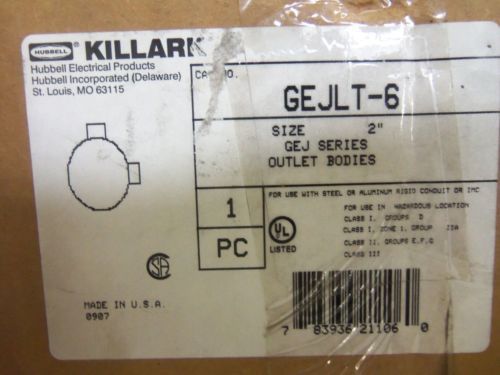 HUBBELL
KILLARK
Hubbell Electrical Products
Hubbell Incorporated (Delaware)
St. Louis, MO 63115
CAT. NO.
GEJLT-6
SIZE 2"
GEJ SERIES
OUTLET BODIES
1
PC
FOR USE WITH STEEL OR ALUMINUM RIGID CONDUIT OR IMC
UL
LISTED
FOR USE IN HAZARDOUS LOCATION
CLASS I, GROUPS D
CLASS I, ZONE 1, GROUP IIA
CLASS II, GROUPS E,F,G
CLASS III
SA
MADE IN U.S.A.
0907
7 83936 21106 0